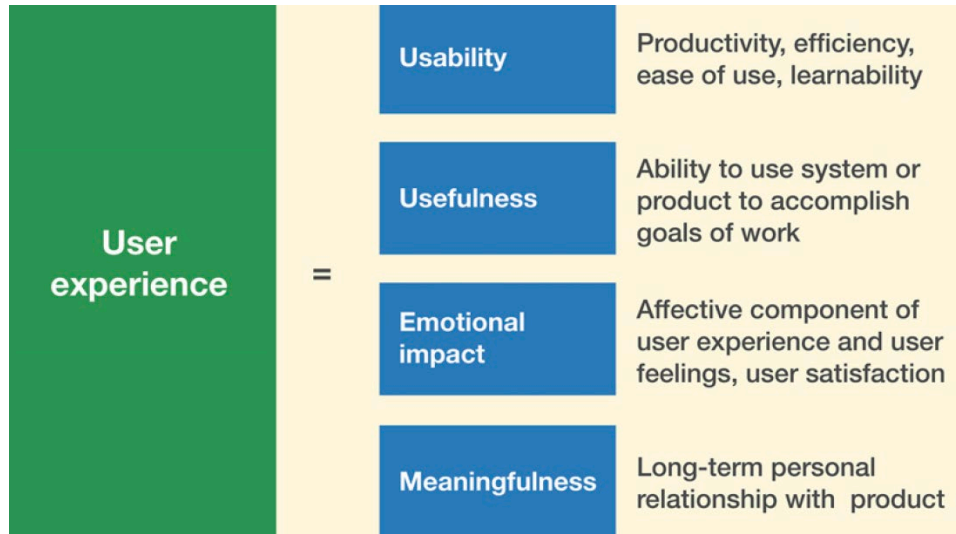 User
experience
=
Usability
Productivity, efficiency,
ease of use, learnability
Usefulness
Ability to use system or
product to accomplish
goals of work
Emotional
impact
Affective component of
user experience and user
feelings, user satisfaction
Meaningfulness
Long-term personal
relationship with product